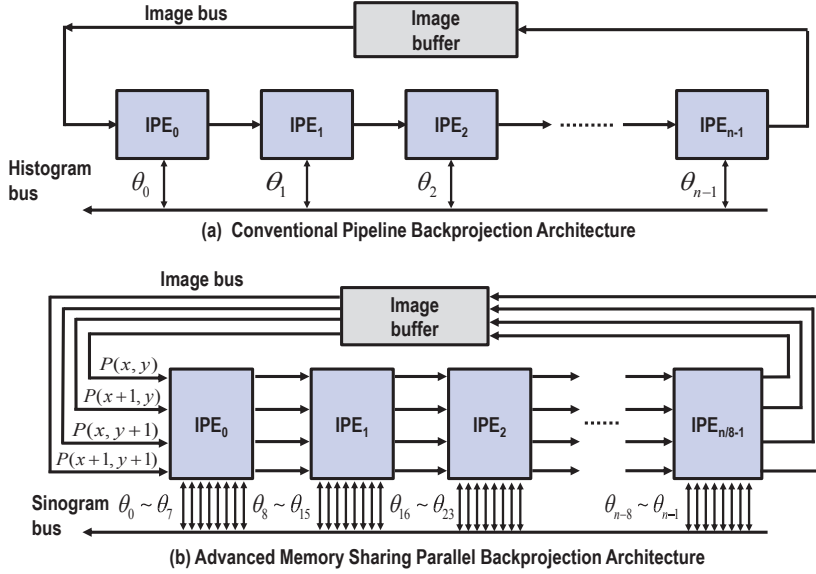 Image bus
Image
buffer
IPE0
IPE1
IPE2
IPEn-1
Histogram
bus
θ0
θ1
θ2
θn−1
(a) Conventional Pipeline Backprojection Architecture
Image bus
Image
buffer
P(x, y)
P(x+1, y)
P(x, y+1)
P(x+1, y+1)
IPE0
IPE1
IPE2
IPEn/8-1
Sinogram
bus
θ0 ~ θ7
θ8 ~ θ15
θ16 ~ θ23
θn−8 ~ θn−1
(b) Advanced Memory Sharing Parallel Backprojection Architecture